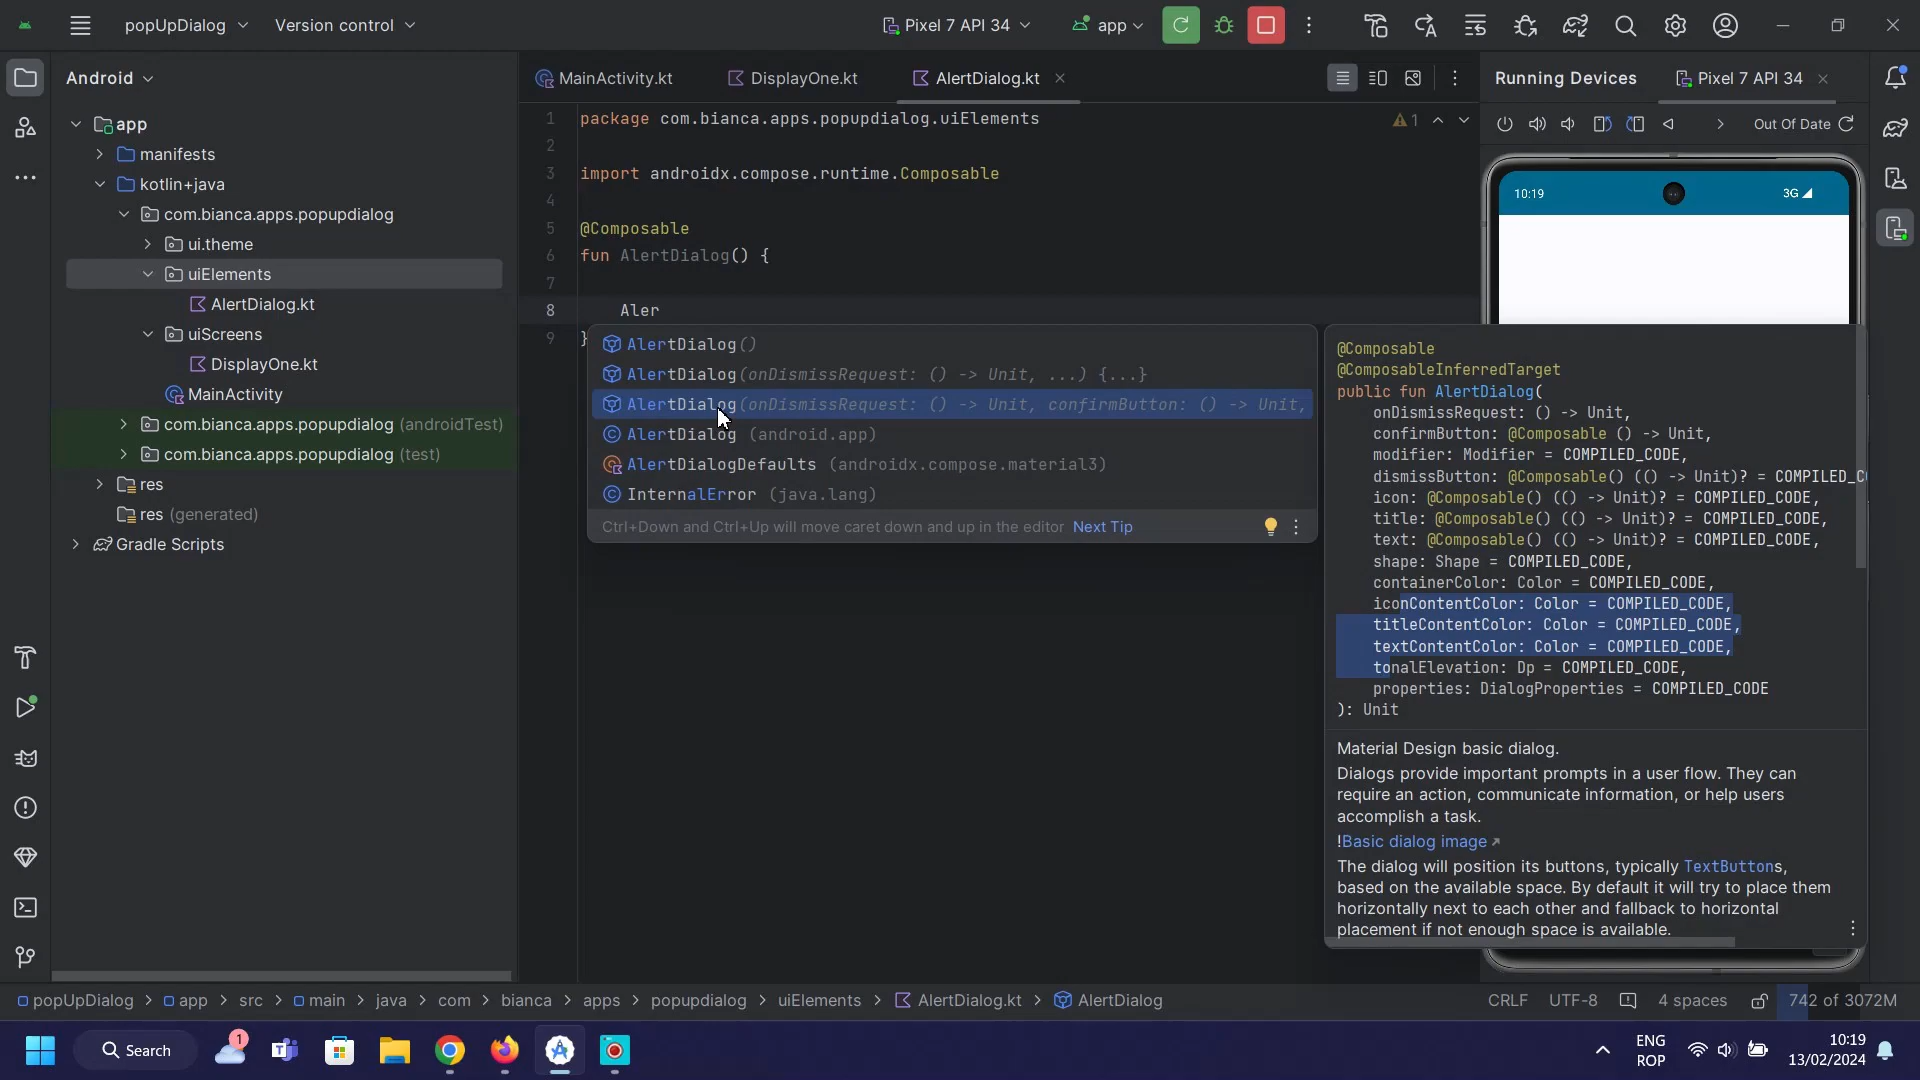 popUpDialog
Version control
Pixel 7 API 34
app
Android
app
manifests
kotlin+java
com.bianca.apps.popupdialog
ui.theme
uiElements
AlertDialog.kt
uiScreens
DisplayOne.kt
MainActivity
com.bianca.apps.popupdialog (androidTest)
com.bianca.apps.popupdialog (test)
res
res (generated)
Gradle Scripts
MainActivity.kt
DisplayOne.kt
AlertDialog.kt
1 package com.bianca.apps.popupdialog.uiElements
2
3 import androidx.compose.runtime.Composable
4
5 @Composable
6 fun AlertDialog() {
7
8 Aler
9 }
1
AlertDialog()
AlertDialog(onDismissRequest: () -> Unit, ...) {...}
AlertDialog(onDismissRequest: () -> Unit, confirmButton: () -> Unit,
AlertDialog (android.app)
AlertDialogDefaults (androidx.compose.material3)
InternalError (java.lang)
Ctrl+Down and Ctrl+Up will move caret down and up in the editor Next Tip
Running Devices
Pixel 7 API 34
Out Of Date
10:19
3G
@Composable
@ComposableInferredTarget
public fun AlertDialog(
onDismissRequest: () -> Unit,
confirmButton: @Composable () -> Unit,
modifier: Modifier = COMPILED_CODE,
dismissButton: @Composable() (() -> Unit)? = COMPILED_CO
icon: @Composable() (() -> Unit)? = COMPILED_CODE,
title: @Composable() (() -> Unit)? = COMPILED_CODE,
text: @Composable() (() -> Unit)? = COMPILED_CODE,
shape: Shape = COMPILED_CODE,
containerColor: Color = COMPILED_CODE,
iconContentColor: Color = COMPILED_CODE,
titleContentColor: Color = COMPILED_CODE,
textContentColor: Color = COMPILED_CODE,
tonalElevation: Dp = COMPILED_CODE,
properties: DialogProperties = COMPILED_CODE
): Unit
Material Design basic dialog.
Dialogs provide important prompts in a user flow. They can
require an action, communicate information, or help users
accomplish a task.
!Basic dialog image
The dialog will position its buttons, typically TextButtons,
based on the available space. By default it will try to place them
horizontally next to each other and fallback to horizontal
placement if not enough space is available.
popUpDialog > app > src > main > java > com > bianca > apps > popupdialog > uiElements > AlertDialog.kt > AlertDialog
CRLF UTF-8 4 spaces 742 of 3072M
Search
1
ENG
ROP
10:19
13/02/2024